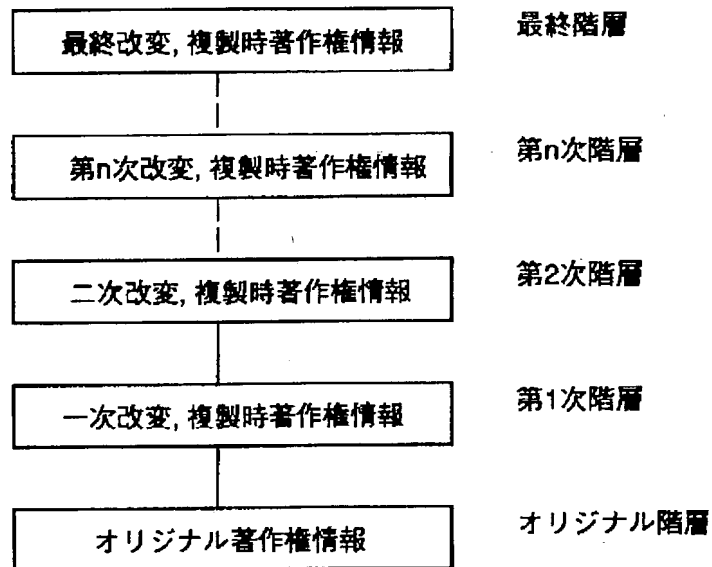 最終改変, 複製時著作権情報
最終階層
第n次改変, 複製時著作権情報
第n次階層
二次改変, 複製時著作権情報
第2次階層
一次改変, 複製時著作権情報
第1次階層
オリジナル著作権情報
オリジナル階層